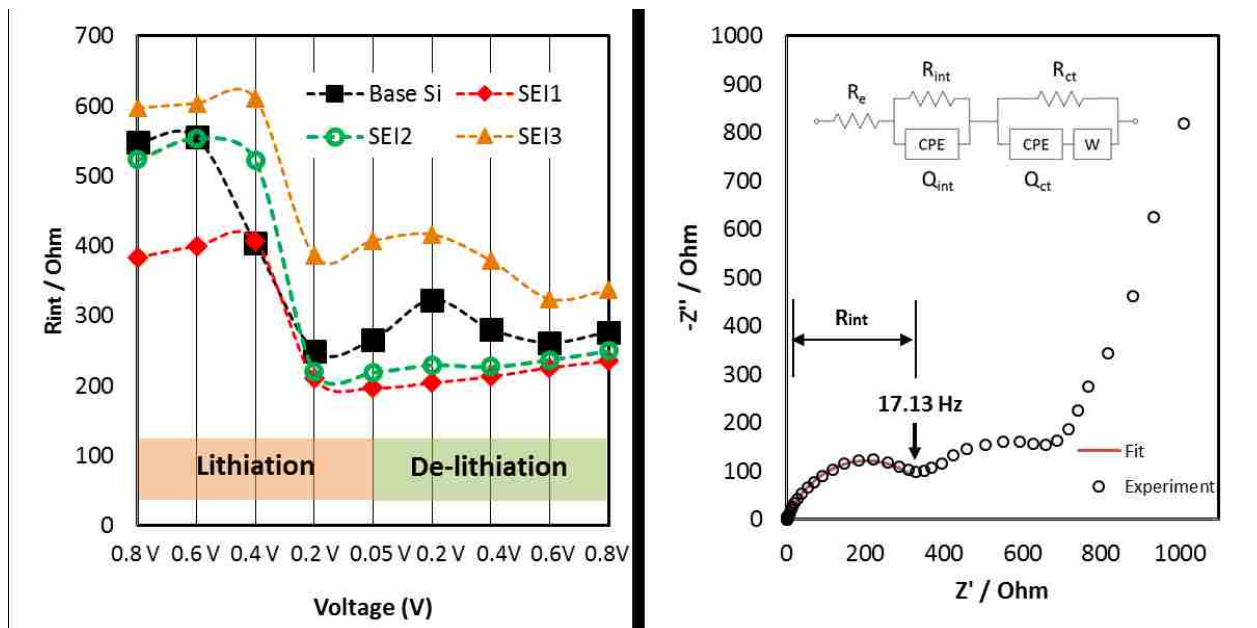 700
600
500
400
300
200
100
0
Rint / Ohm
Base Si
SEI1
SEI2
SEI3
Lithiation
De-lithiation
0.8 V 0.6 V 0.4 V 0.2 V 0.05 V 0.2 V 0.4V 0.6V 0.8V
Voltage (V)
1000
900
800
700
600
500
400
300
200
100
0
-Z" / Ohm
Rint
Rct
Re
CPE
CPE
W
Qint
Qct
Rint
17.13 Hz
Fit
Experiment
0 200 400 600 800 1000
Z' / Ohm